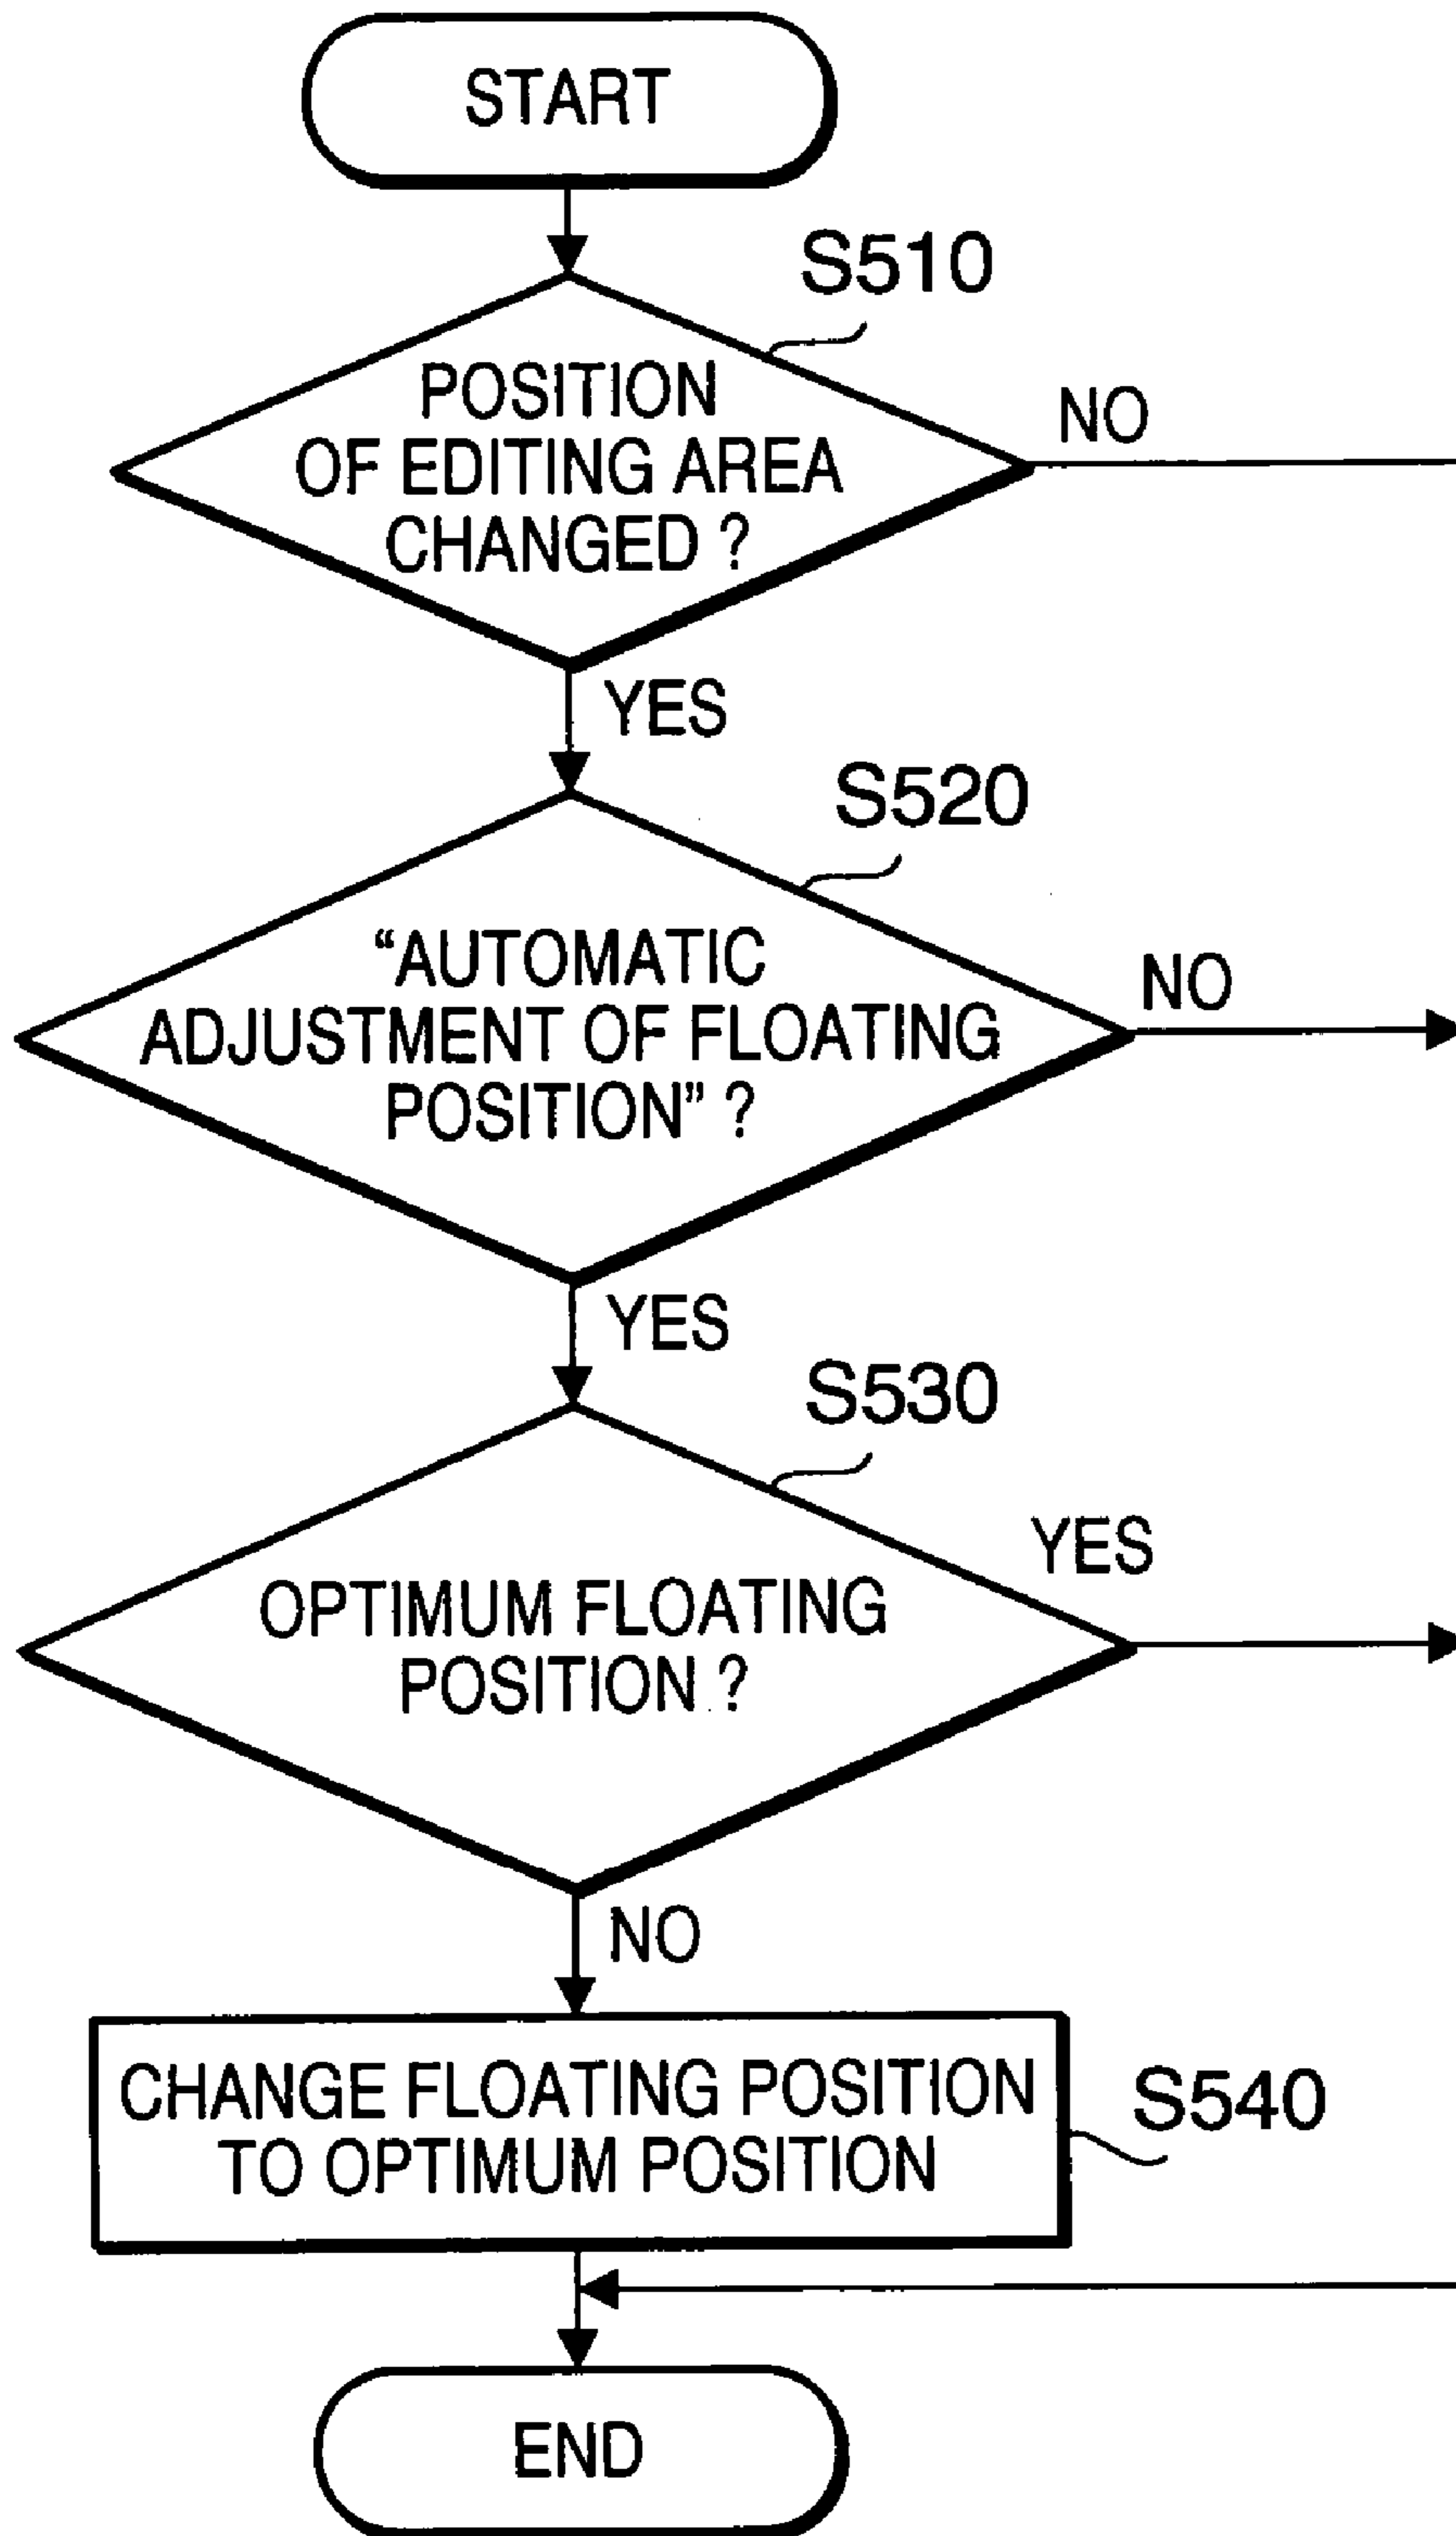 START
S510
POSITION
OF EDITING AREA
CHANGED ?
NO
YES
S520
“AUTOMATIC
ADJUSTMENT OF FLOATING
POSITION” ?
NO
YES
S530
OPTIMUM FLOATING
POSITION ?
YES
NO
CHANGE FLOATING POSITION
TO OPTIMUM POSITION
S540
END